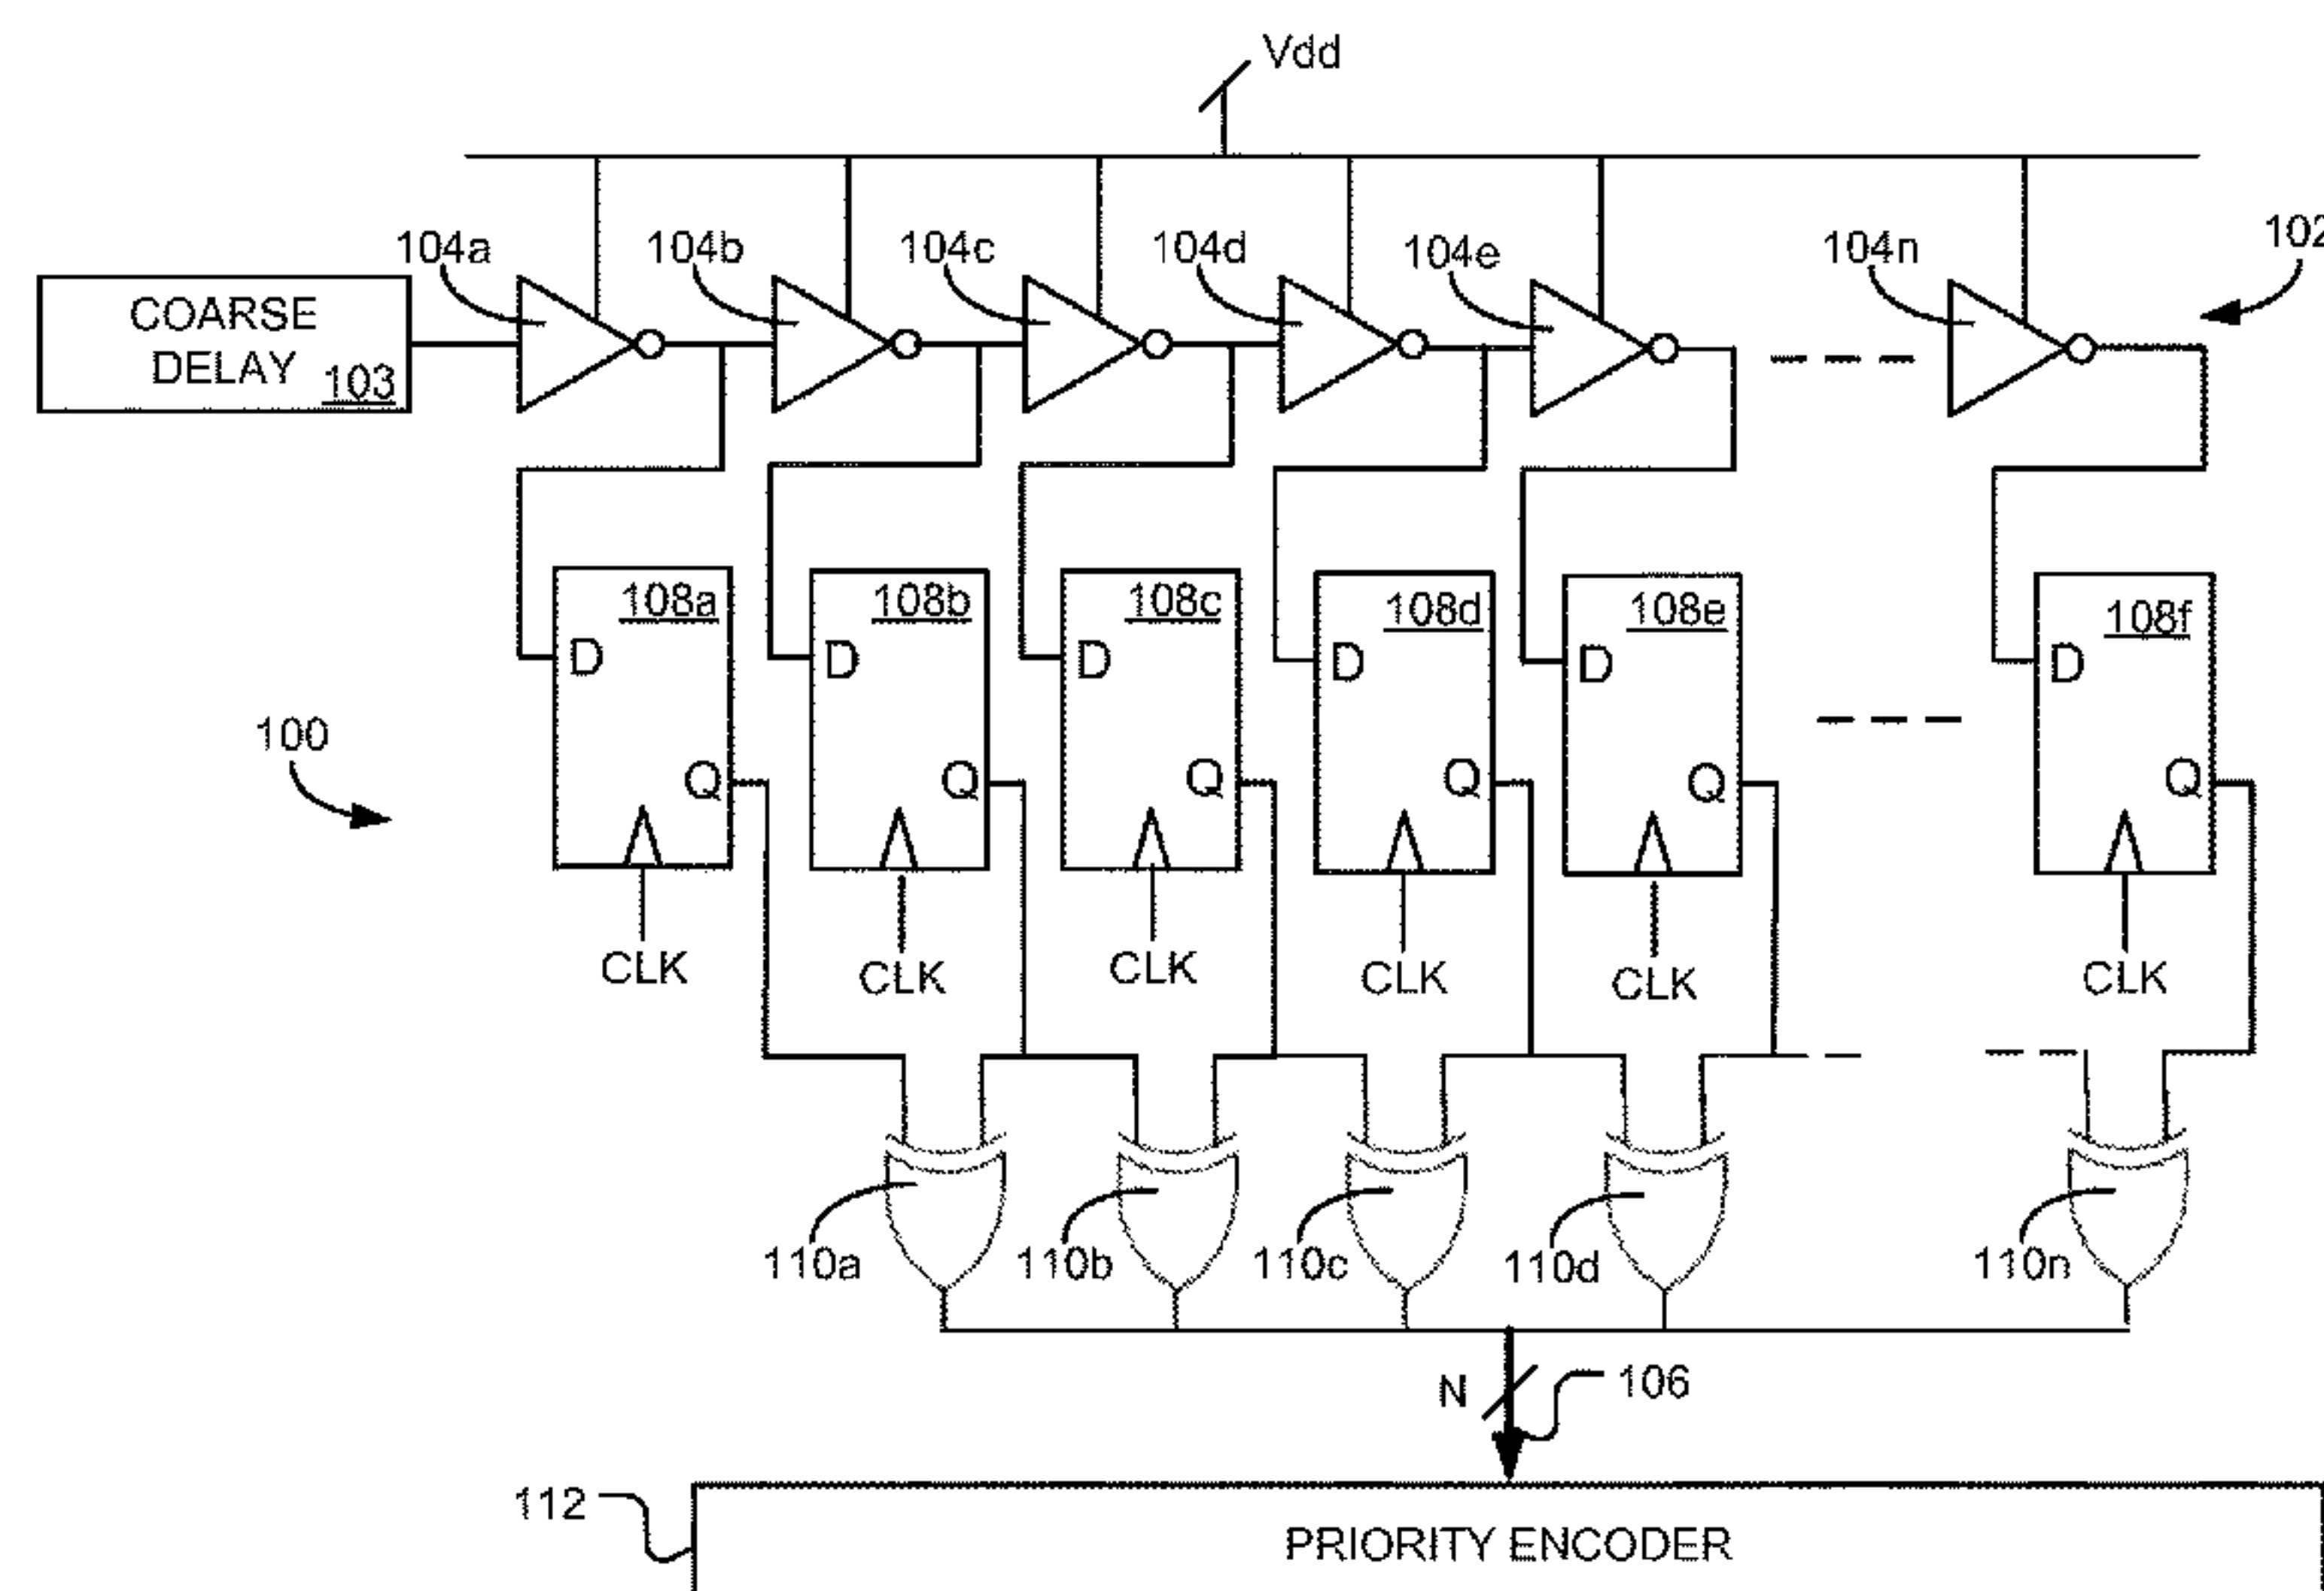 Vdd
104a 104b 104c 104d 104e 104n 102
COARSE
DELAY 103
108a 108b 108c 108d 108e 108f
D D D D D D
100
Q Q Q Q Q Q
CLK CLK CLK CLK CLK CLK
110a 110b 110c 110d 110n
N 106
112
PRIORITY ENCODER